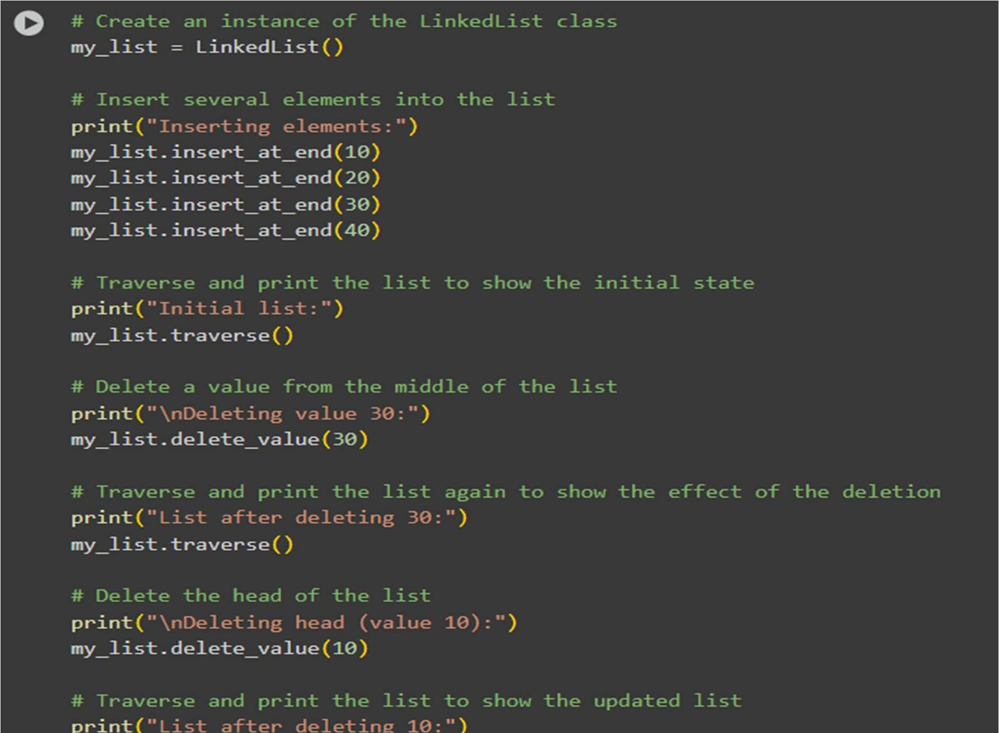 # Create an instance of the LinkedList class
my_list = LinkedList()
# Insert several elements into the list
print("Inserting elements:")
my_list.insert_at_end(10)
my_list.insert_at_end(20)
my_list.insert_at_end(30)
my_list.insert_at_end(40)
# Traverse and print the list to show the initial state
print("Initial list:")
my_list.traverse()
# Delete a value from the middle of the list
print("\nDeleting value 30:")
my_list.delete_value(30)
# Traverse and print the list again to show the effect of the deletion
print("List after deleting 30:")
my_list.traverse()
# Delete the head of the list
print("\nDeleting head (value 10):")
my_list.delete_value(10)
# Traverse and print the list to show the updated list
print("List after deleting 10:")